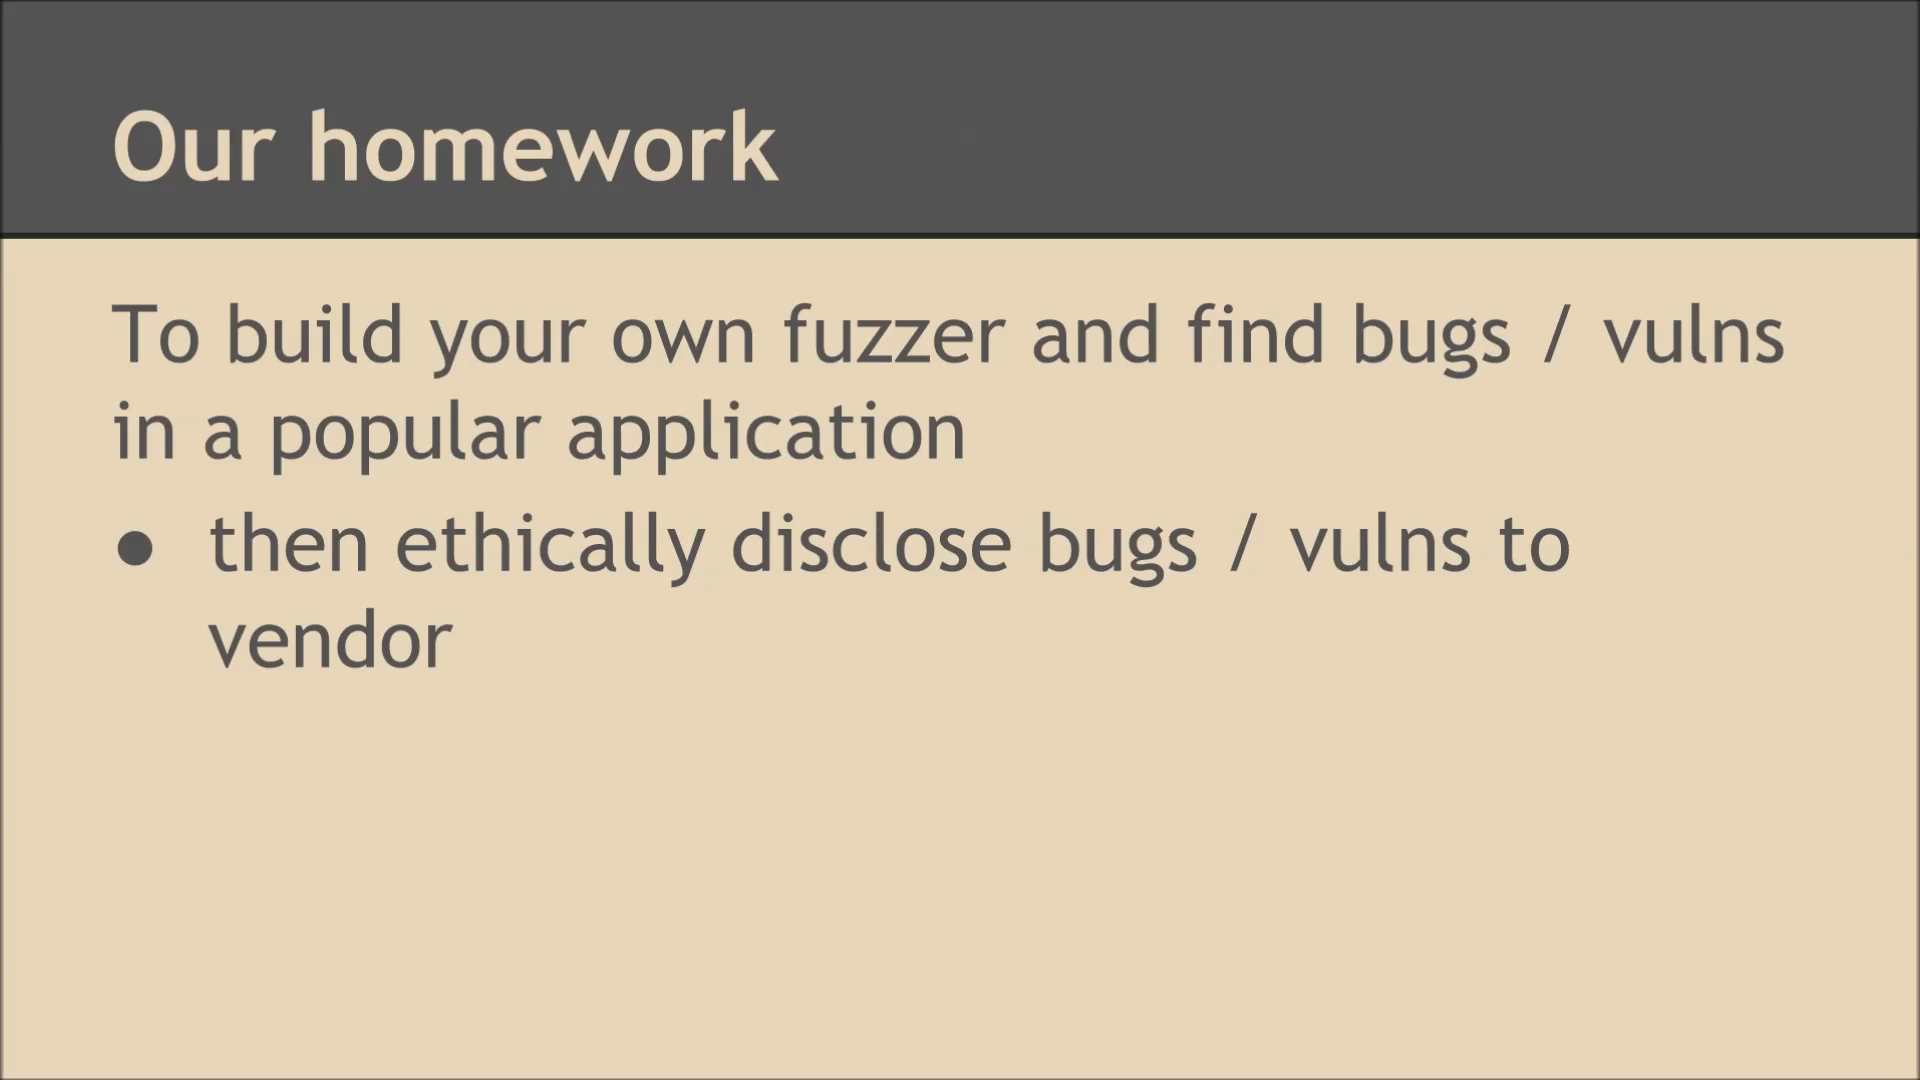 Our homework
To build your own fuzzer and find bugs / vulns
in a popular application
● then ethically disclose bugs / vulns to
vendor